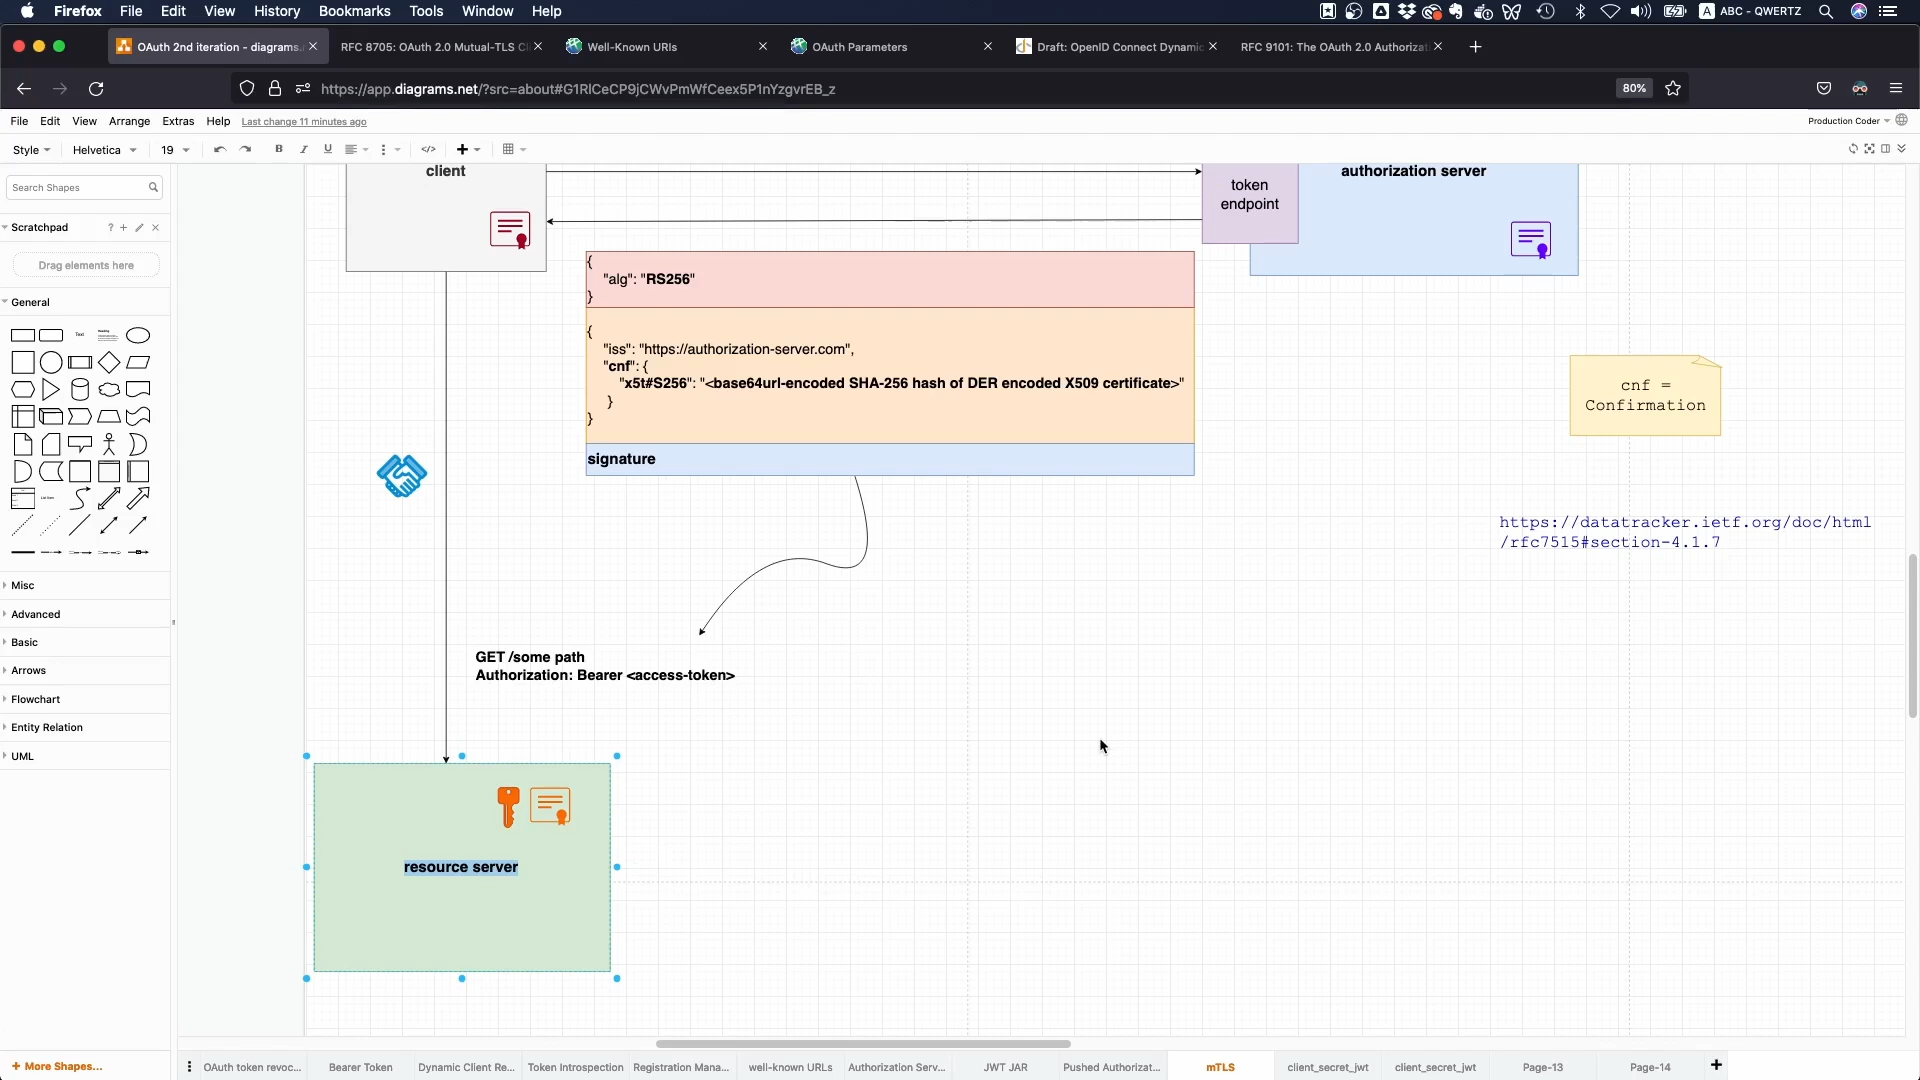 Firefox File Edit View History Bookmarks Tools Window Help
A ABC - QWERTZ
OAuth 2nd iteration - diagrams.
RFC 8705: OAuth 2.0 Mutual-TLS Cl
Well-Known URIs
OAuth Parameters
Draft: OpenID Connect Dynamic
RFC 9101: The OAuth 2.0 Authorizat
https://app.diagrams.net/?src=about#G1RlCeCP9jCWvPmWfCeex5P1nYzgvrEB_z
80%
File Edit View Arrange Extras Help Last change 11 minutes ago
Production Coder
Style Helvetica 19 B I U
Search Shapes
Scratchpad
Drag elements here
General
Text
Heading
Misc
Advanced
Basic
Arrows
Flowchart
Entity Relation
UML
+ More Shapes...
client
token
endpoint
authorization server
{
"alg": "RS256"
}
{
"iss": "https://authorization-server.com",
"cnf": {
"x5t#S256": "<base64url-encoded SHA-256 hash of DER encoded X509 certificate>"
}
}
signature
cnf =
Confirmation
https://datatracker.ietf.org/doc/html
/rfc7515#section-4.1.7
GET /some path
Authorization: Bearer <access-token>
resource server
OAuth token revoc...
Bearer Token
Dynamic Client Re...
Token Introspection
Registration Mana...
well-known URLs
Authorization Serv...
JWT JAR
Pushed Authorizat...
mTLS
client_secret_jwt
client_secret_jwt
Page-13
Page-14